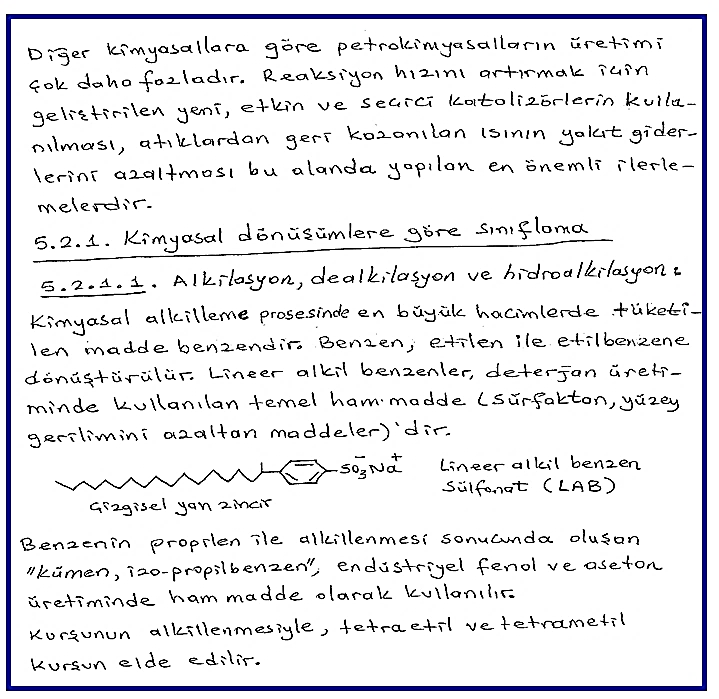 Diğer kimyasallara göre petrokimyasalların üretimi
çok daha fazladır. Reaksiyon hızını artırmak için
geliştirilen yeni, etkin ve seçici katalizörlerin kulla-
nılması, atıklardan geri kazanılan ısının yakıt gider-
lerini azaltması bu alanda yapılan en önemli ilerle-
melerdir.
5.2.1. Kimyasal dönüşümlere göre sınıflama
5.2.1.1. Alkilasyon, dealkilasyon ve hidroalkilasyon:
Kimyasal alkilleme prosesinde en büyük hacimlerde tüketi-
len madde benzendir. Benzen, etilen ile etilbenzene
dönüştürülür. Lineer alkil benzenler, deterjan üreti-
minde kullanılan temel ham madde (sürfaktan, yüzey
gerilimini azaltan maddeler)'dir.
SO₃⁻Na⁺ Lineer alkil benzen
Sülfonat (LAB)
Çizgisel yan zincir
Benzenin propilen ile alkillenmesi sonucunda oluşan
"kümen, izo-propilbenzen", endüstriyel fenol ve aseton
üretiminde ham madde olarak kullanılır.
Kurşunun alkillenmesiyle, tetraetil ve tetrametil
kurşun elde edilir.